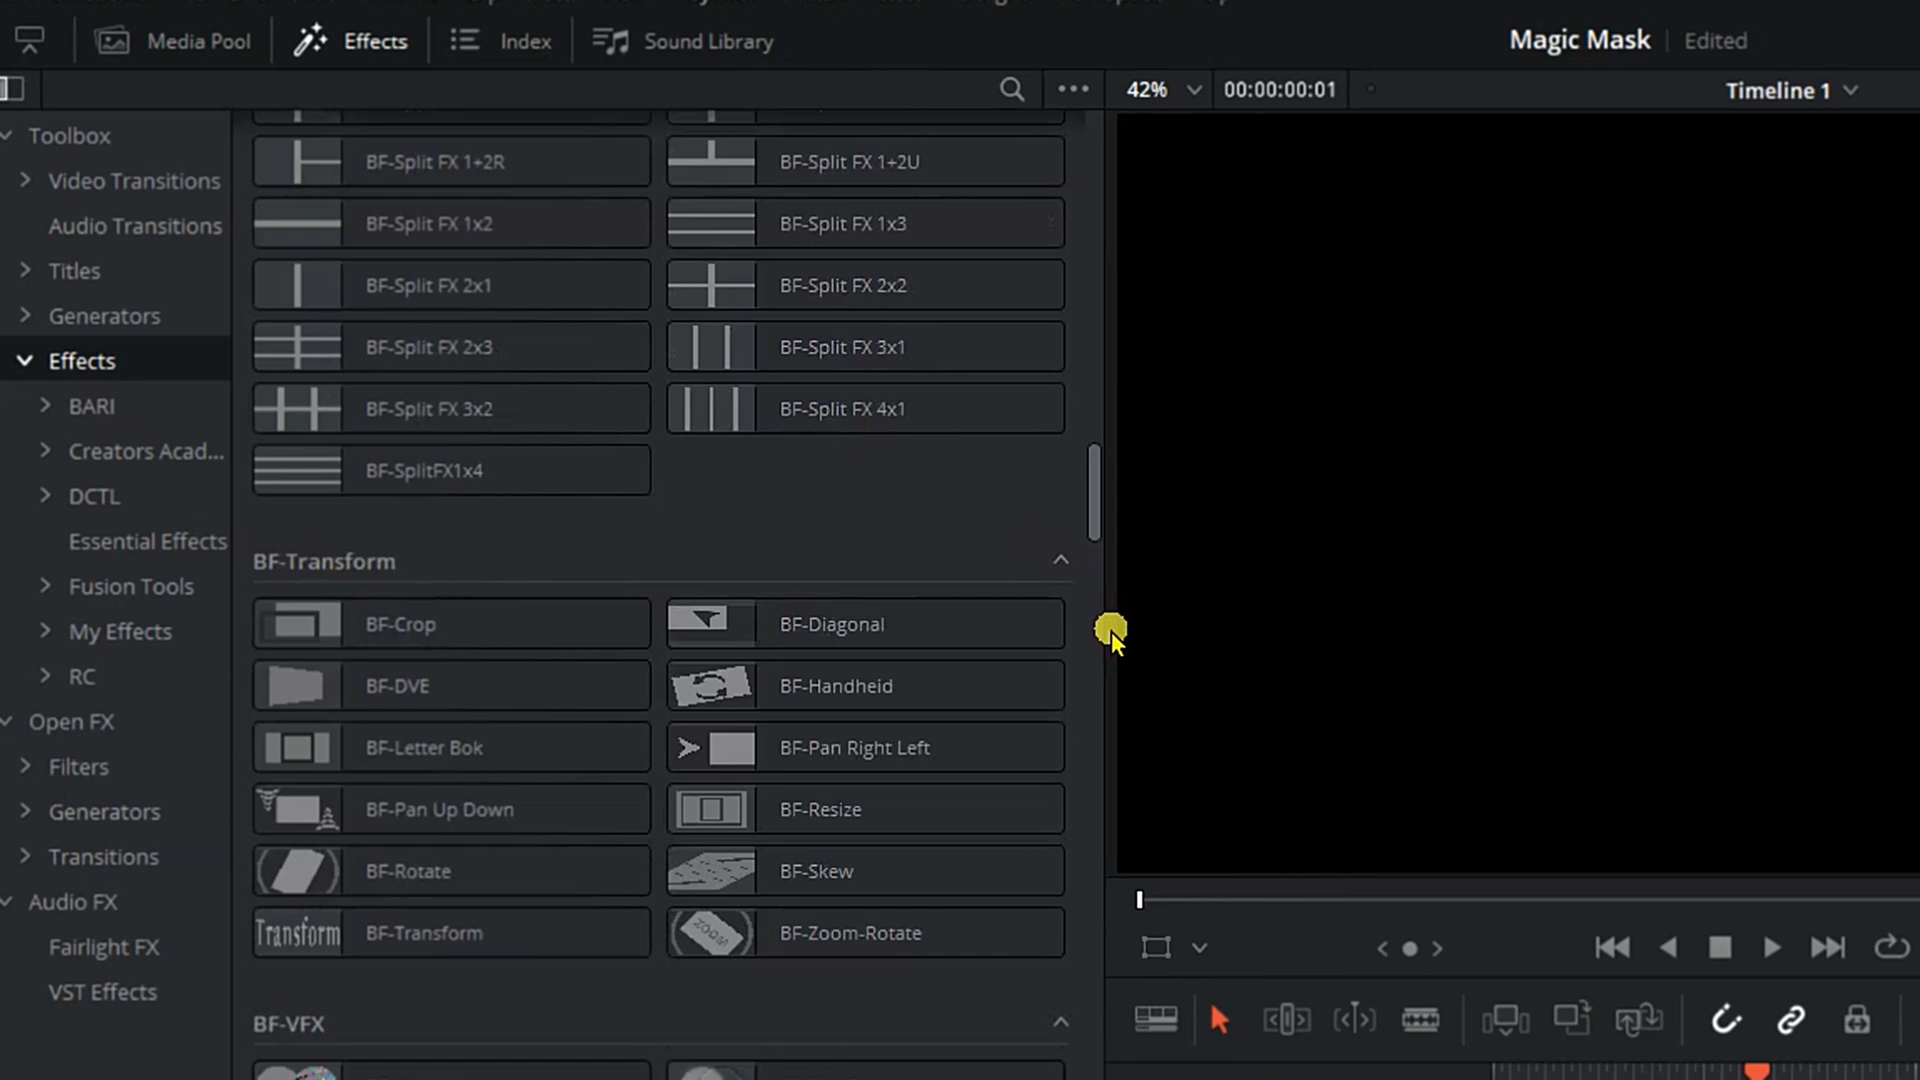 Media Pool
Effects
Index
Sound Library
Magic Mask
Edited
42%
00:00:00:01
Timeline 1
Toolbox
Video Transitions
Audio Transitions
Titles
Generators
Effects
BARI
Creators Acad...
DCTL
Essential Effects
Fusion Tools
My Effects
RC
Open FX
Filters
Generators
Transitions
Audio FX
Fairlight FX
VST Effects
BF-Split FX 1+2R
BF-Split FX 1+2U
BF-Split FX 1x2
BF-Split FX 1x3
BF-Split FX 2x1
BF-Split FX 2x2
BF-Split FX 2x3
BF-Split FX 3x1
BF-Split FX 3x2
BF-Split FX 4x1
BF-SplitFX1x4
BF-Transform
BF-Crop
BF-Diagonal
BF-DVE
BF-Handheid
BF-Letter Bok
BF-Pan Right Left
BF-Pan Up Down
BF-Resize
BF-Rotate
BF-Skew
Transform
BF-Transform
ZOOM
BF-Zoom-Rotate
BF-VFX